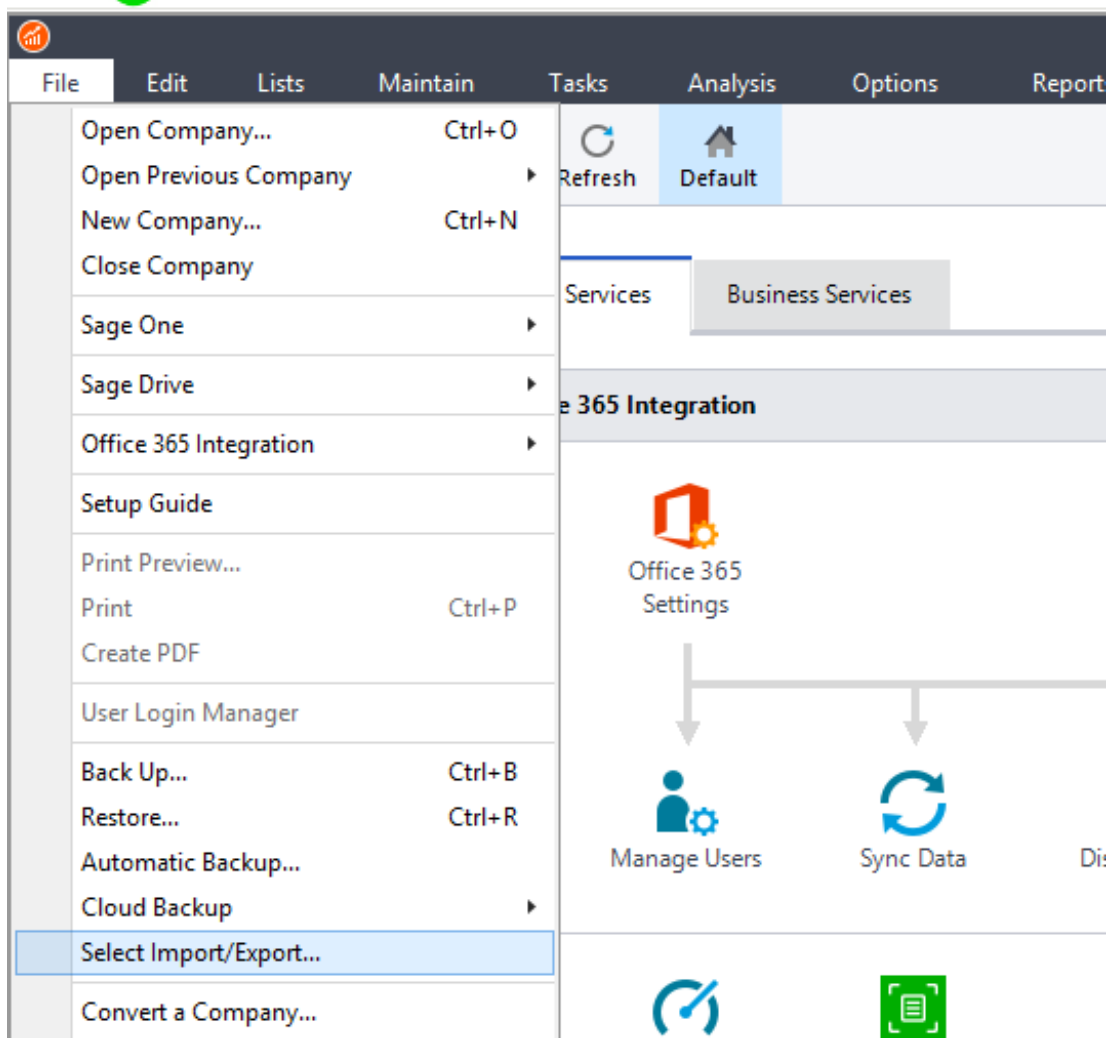 File Edit Lists Maintain Tasks Analysis Options Report
Open Company... Ctrl+O
Open Previous Company
New Company... Ctrl+N
Close Company
Sage One
Sage Drive
Office 365 Integration
Setup Guide
Print Preview...
Print Ctrl+P
Create PDF
User Login Manager
Back Up... Ctrl+B
Restore... Ctrl+R
Automatic Backup...
Cloud Backup
Select Import/Export...
Convert a Company...
Refresh Default
Services Business Services
e 365 Integration
Office 365
Settings
Manage Users Sync Data